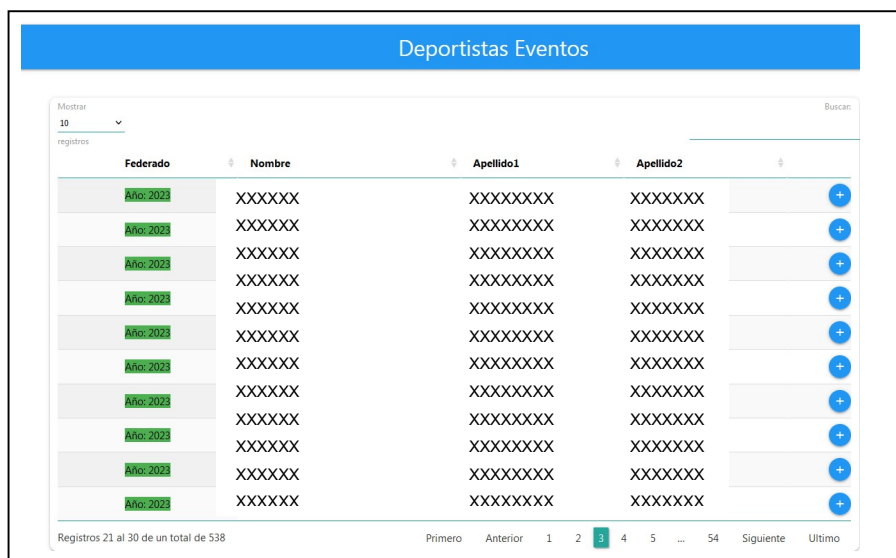 Deportistas Eventos
Mostrar Buscar:
10
registros
Federado Nombre Apellido1 Apellido2
Año: 2023 XXXXXX XXXXXXXX XXXXXXX +
Año: 2023 XXXXXX XXXXXXXX XXXXXXX +
Año: 2023 XXXXXX XXXXXXXX XXXXXXX +
XXXXXX XXXXXXXX XXXXXXX
Año: 2023 XXXXXX XXXXXXXX XXXXXXX +
Año: 2023 XXXXXX XXXXXXXX XXXXXXX +
Año: 2023 XXXXXX XXXXXXXX XXXXXXX +
Año: 2023 XXXXXX XXXXXXXX XXXXXXX +
XXXXXX XXXXXXXX XXXXXXX
Año: 2023 XXXXXX XXXXXXXX XXXXXXX +
Año: 2023 XXXXXX XXXXXXXX XXXXXXX +
Año: 2023 XXXXXX XXXXXXXX XXXXXXX +
Registros 21 al 30 de un total de 538 Primero Anterior 1 2 3 4 5 ... 54 Siguiente Ultimo